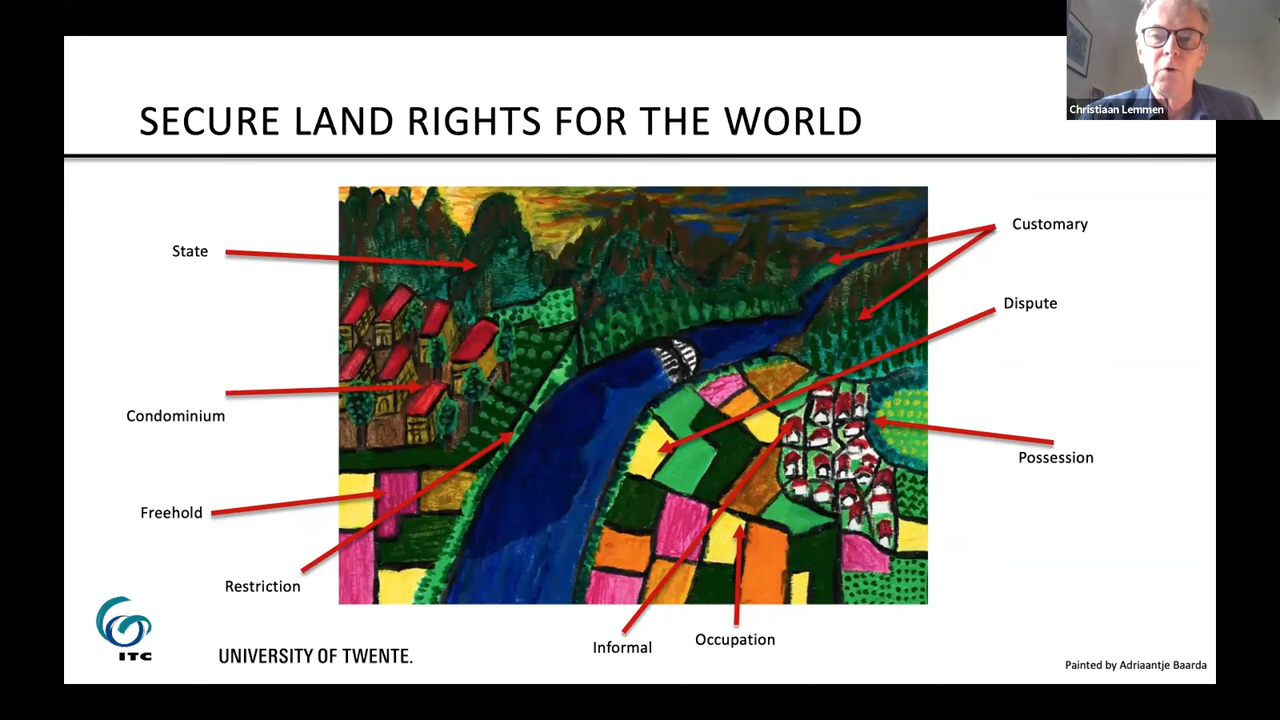 Christiaan Lemmen
SECURE LAND RIGHTS FOR THE WORLD
State
Customary
Dispute
Condominium
Possession
Freehold
Restriction
Informal
Occupation
ITC
UNIVERSITY OF TWENTE.
Painted by Adriaantje Baarda